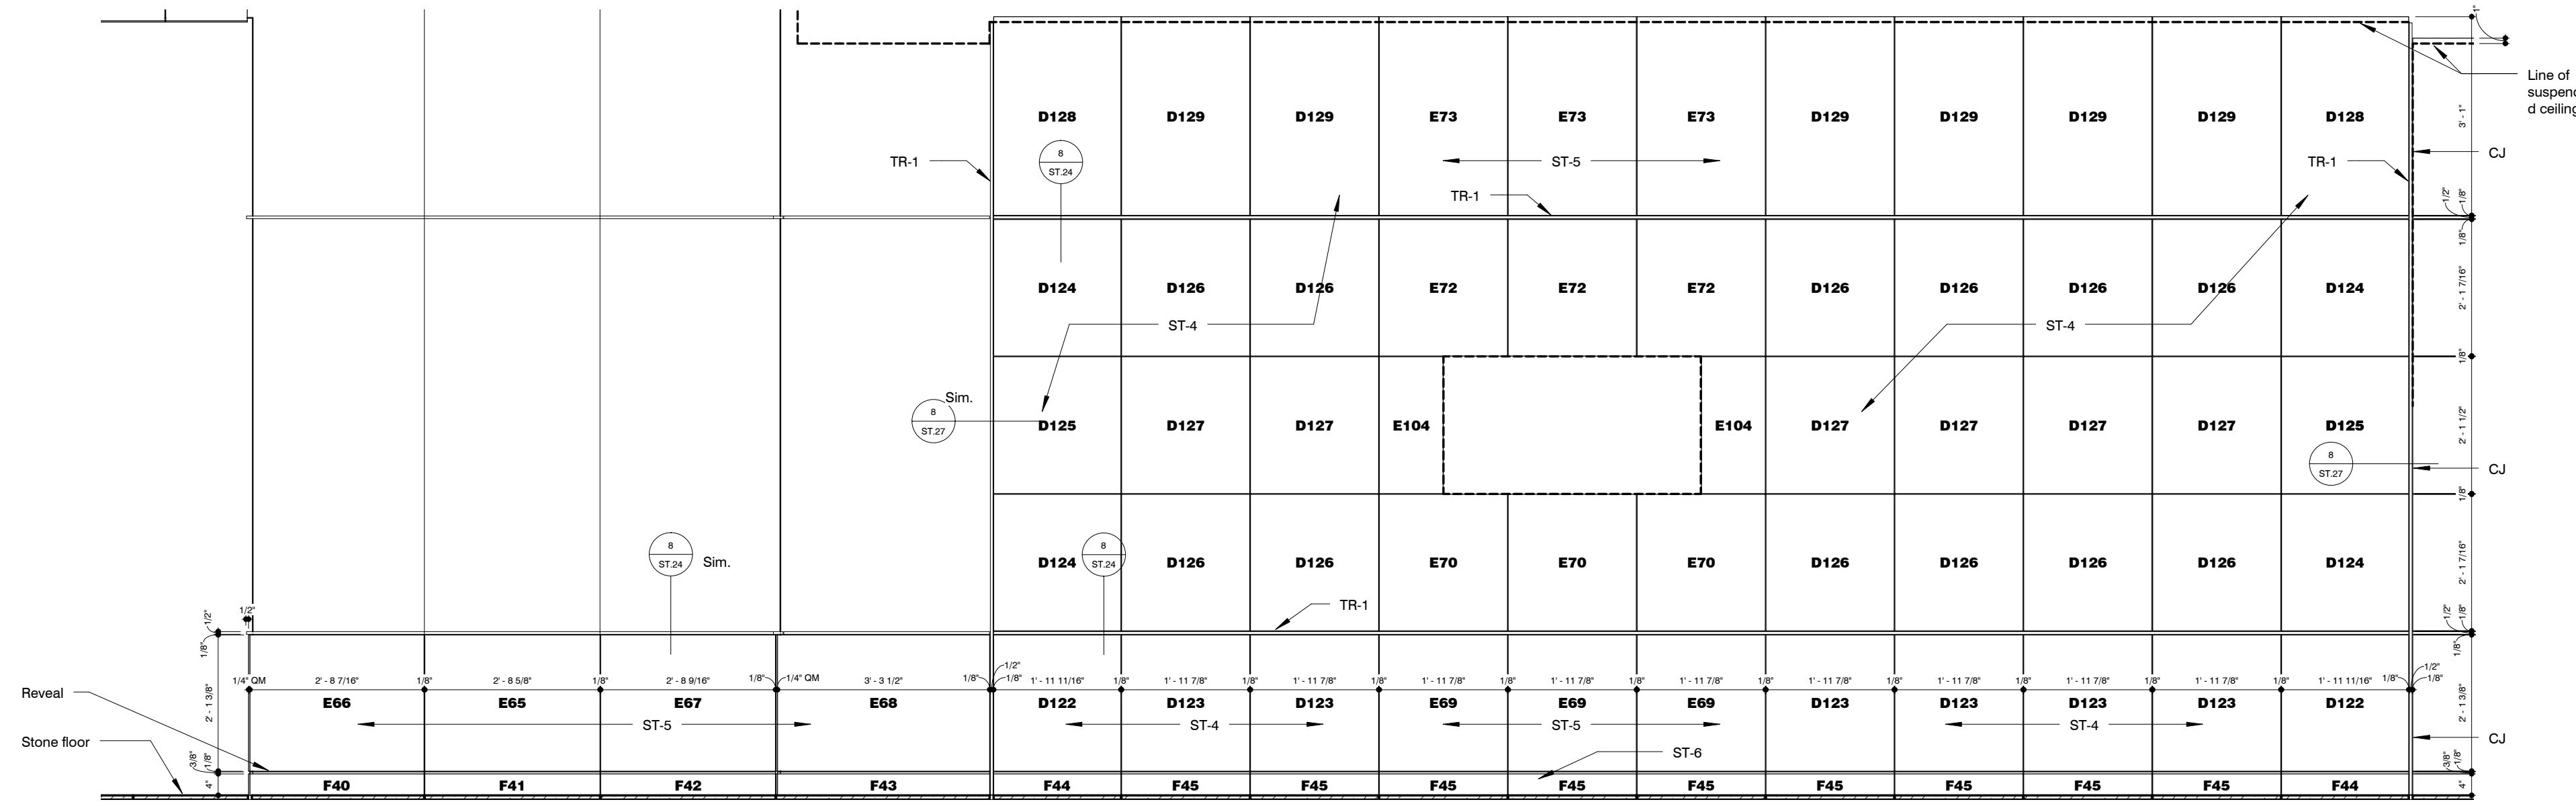 1"
Line of
suspend
d ceiling
D128 D129 D129 E73 E73 E73 D129 D129 D129 D129 D128
3' - 1"
8
ST.24
TR-1
ST-5
TR-1
CJ
TR-1
1/2"
1/8"
1/8"
D124 D126 D126 E72 E72 E72 D126 D126 D126 D126 D124
2' - 1 7/16"
ST-4
ST-4
1/8"
Sim.
8
ST.27
D125 D127 D127 E104 E104 D127 D127 D127 D127 D125
2' - 1 1/2"
8
ST.27
CJ
1/8"
8
ST.24
Sim.
8
ST.24
D124 D126 D126 E70 E70 E70 D126 D126 D126 D126 D124
2' - 1 7/16"
TR-1
1/2"
1/2"
1/8"
1/2"
1/8"
1/8"
1/2"
1/2"
1/4" QM 2' - 8 7/16" 1/8" 2' - 8 5/8" 1/8" 2' - 8 9/16" 1/8" 1/4" QM 3' - 3 1/2" 1/8" 1/8" 1' - 11 11/16" 1/8" 1' - 11 7/8" 1/8" 1' - 11 7/8" 1/8" 1' - 11 7/8" 1/8" 1' - 11 7/8" 1/8" 1' - 11 7/8" 1/8" 1' - 11 7/8" 1/8" 1' - 11 7/8" 1/8" 1' - 11 7/8" 1/8" 1' - 11 7/8" 1/8" 1' - 11 11/16" 1/8" 1/8"
Reveal
2' - 1 3/8"
E66 E65 E67 E68 D122 D123 D123 E69 E69 E69 D123 D123 D123 D123 D122
2' - 1 3/8"
ST-5 ST-4 ST-5 ST-4
Stone floor
CJ
ST-6
3/8"
1/8"
3/8"
1/8"
4"
F40 F41 F42 F43 F44 F45 F45 F45 F45 F45 F45 F45 F45 F45 F44
4"